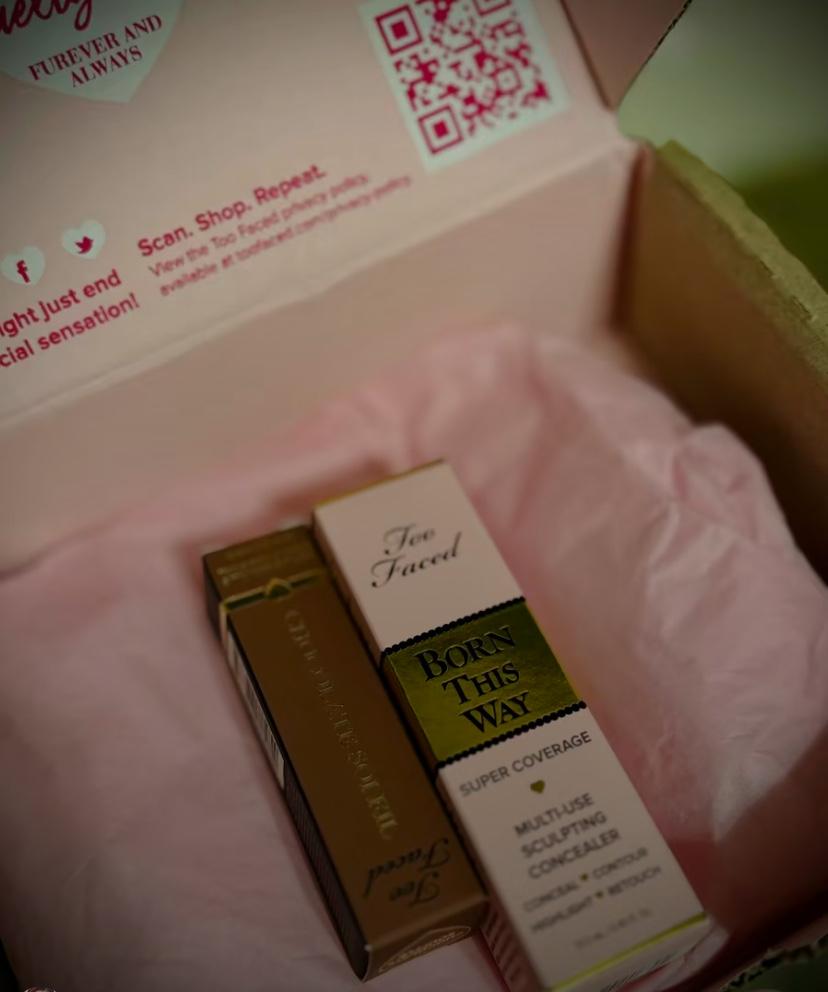 FUREVER AND
ALWAYS
Scan. Shop. Repeat.
View the Too Faced privacy policy
available at toofaced.com/privacy-policy
ight just end
cial sensation!
Too
Faced
BORN
THIS
WAY
SUPER COVERAGE
MULTI-USE
SCULPTING
CONCEALER
CONCEAL ♥ CONTOUR
HIGHLIGHT ♥ RETOUCH
CHOCOLATE SOLEIL
Too
Faced